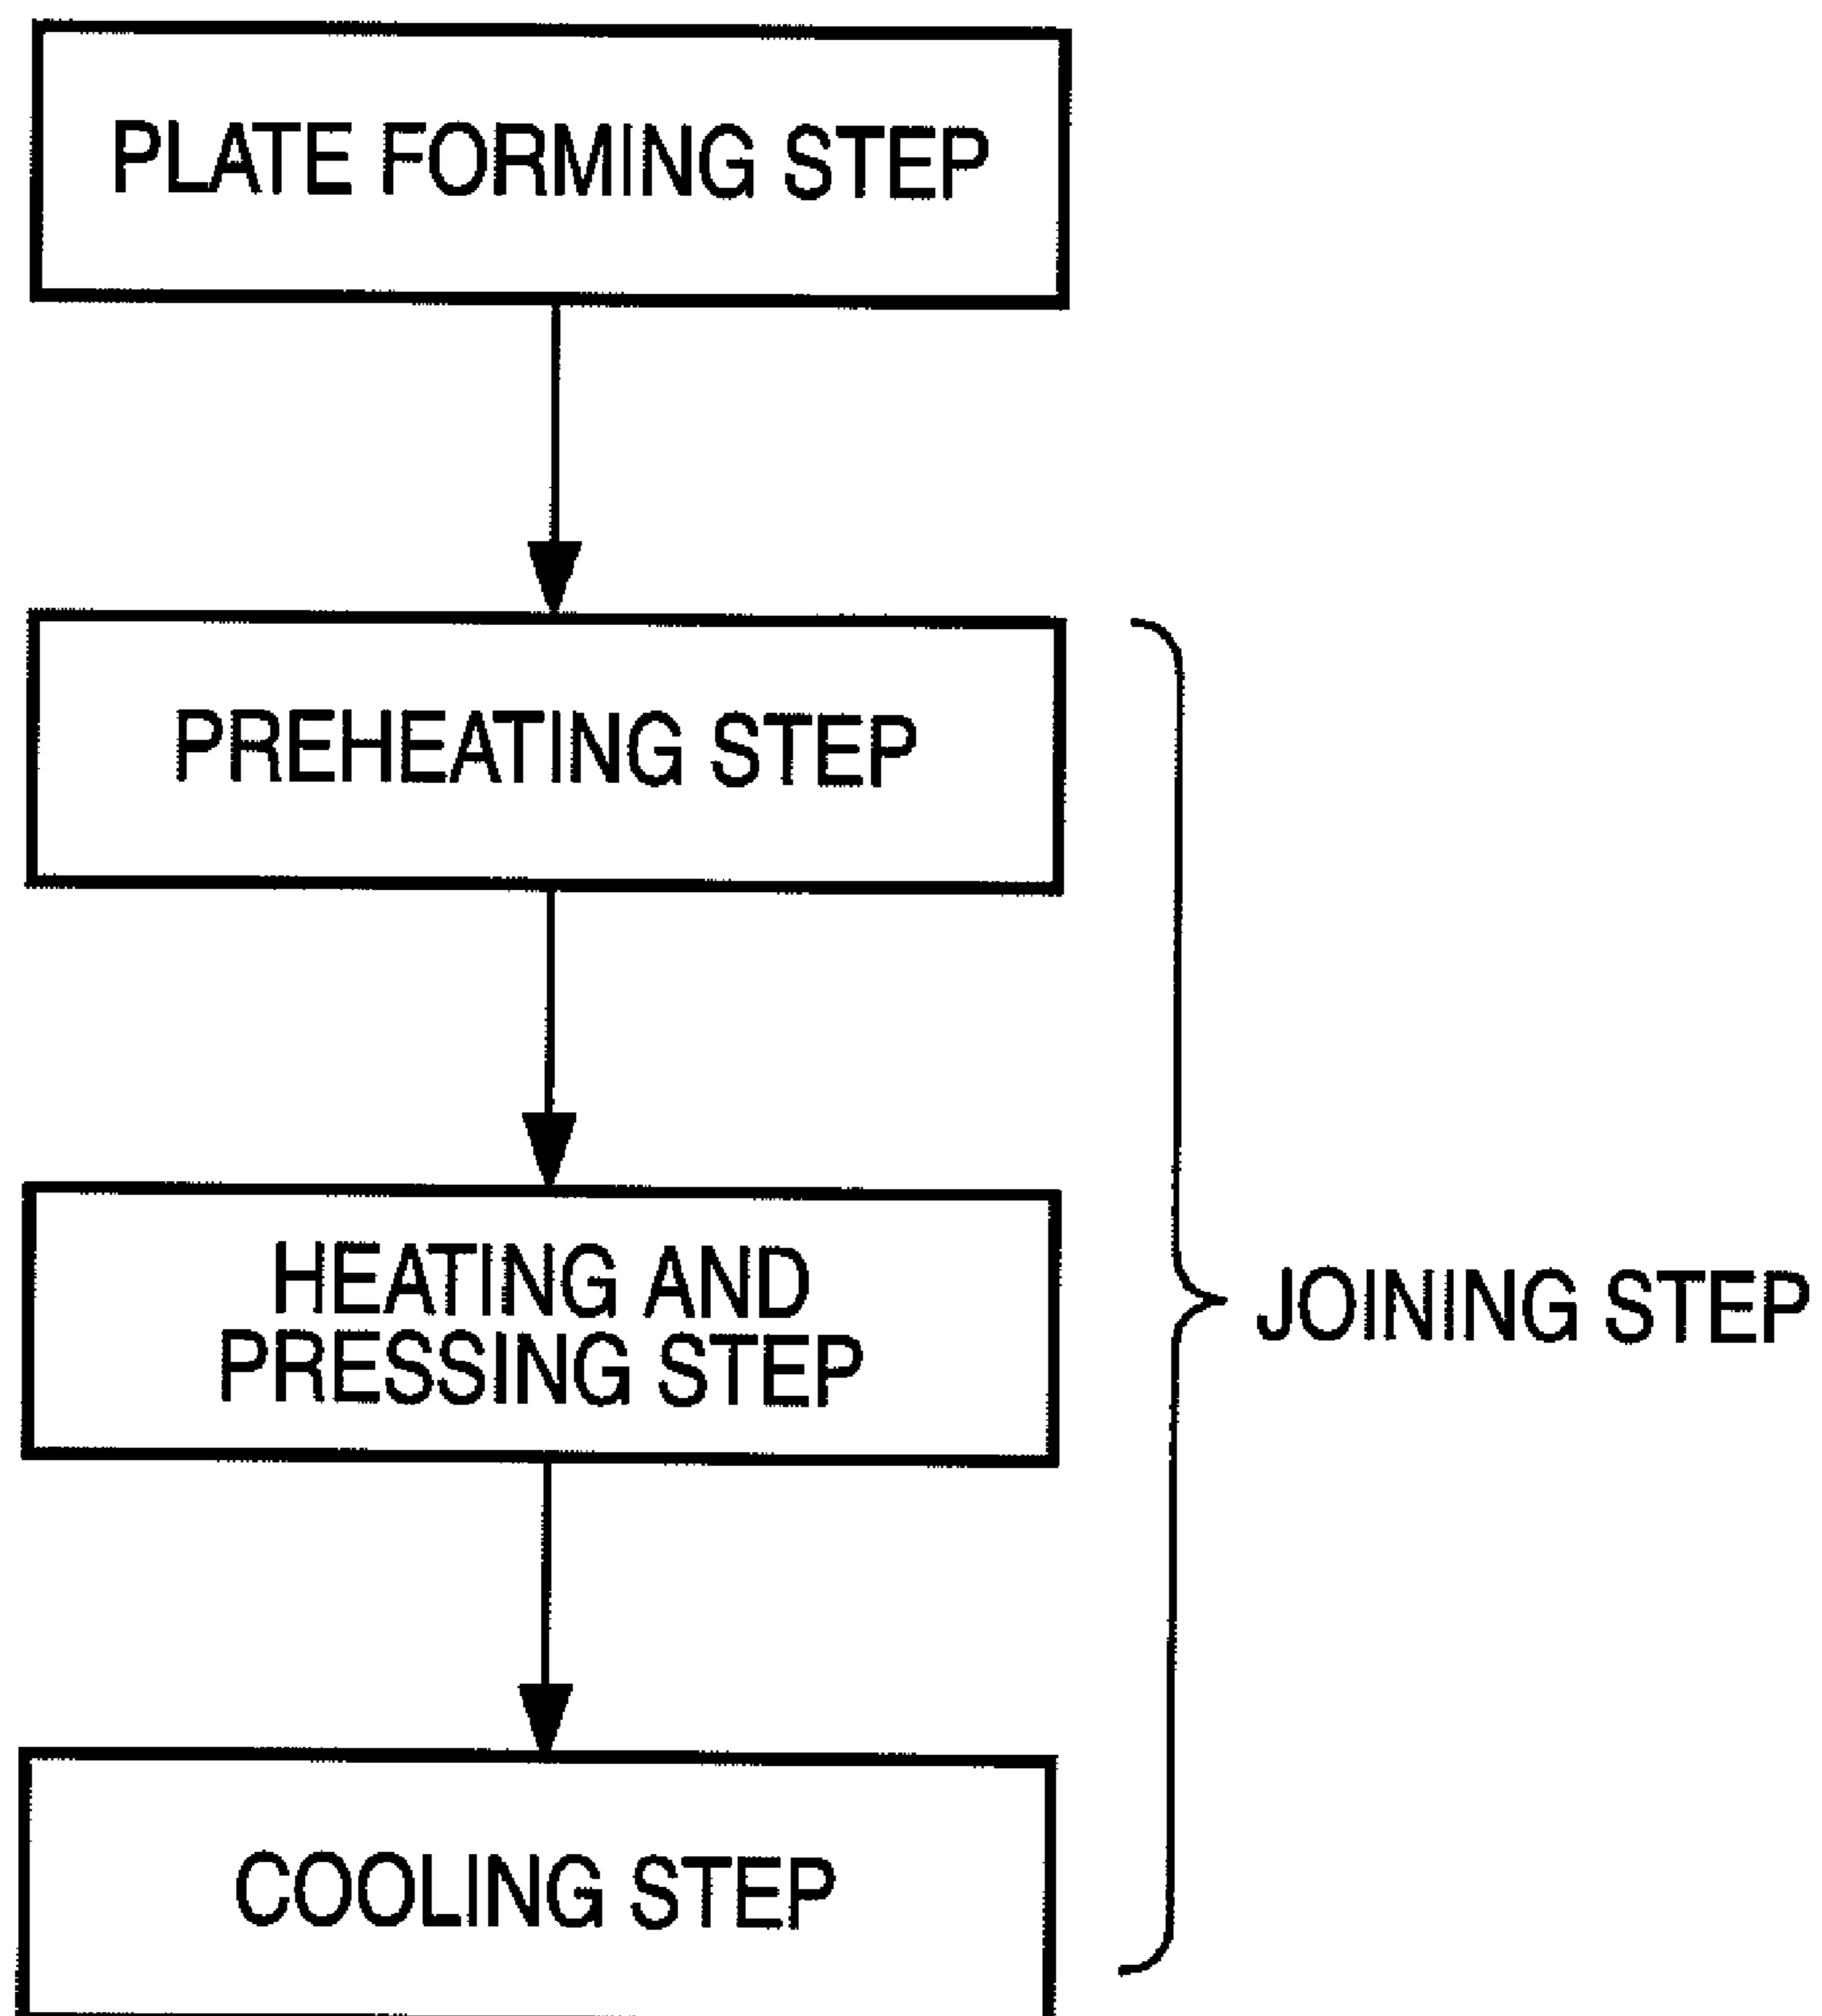 PLATE FORMING STEP
PREHEATING STEP
HEATING AND
PRESSING STEP
JOINING STEP
COOLING STEP